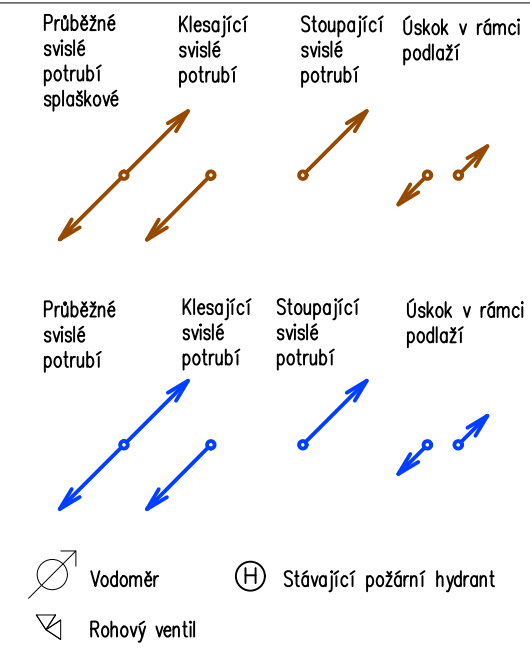 Průběžné
svislé
potrubí
splaškové
Klesající
svislé
potrubí
Stoupající
svislé
potrubí
Úskok v rámci
podlaží
Průběžné
svislé
potrubí
Klesající
svislé
potrubí
Stoupající
svislé
potrubí
Úskok v rámci
podlaží
Vodoměr
H Stávající požární hydrant
Rohový ventil